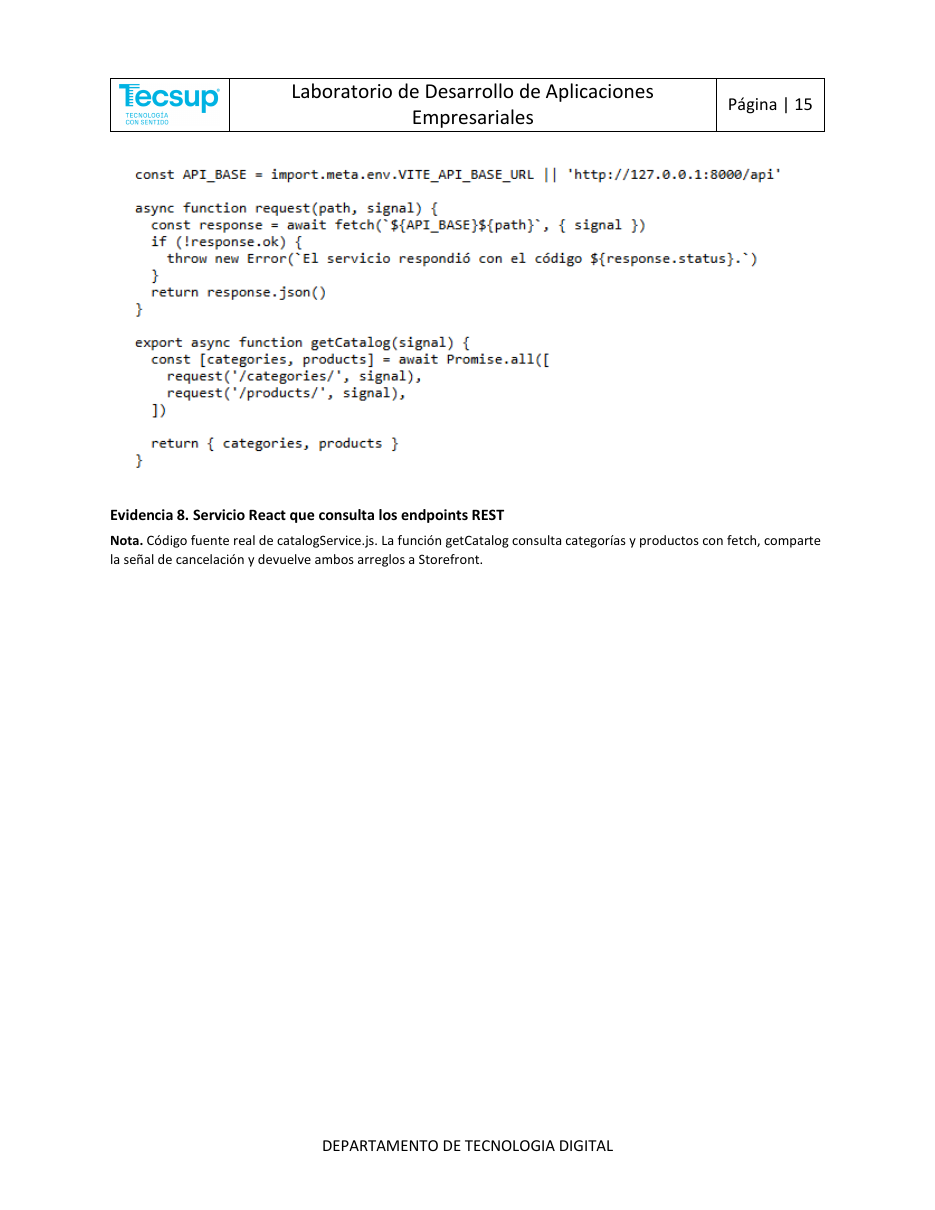 Tecsup
TECNOLOGÍA
CON SENTIDO
Laboratorio de Desarrollo de Aplicaciones
Empresariales
Página | 15
const API_BASE = import.meta.env.VITE_API_BASE_URL || 'http://127.0.0.1:8000/api'
async function request(path, signal) {
  const response = await fetch(`${API_BASE}${path}`, { signal })
  if (!response.ok) {
    throw new Error(`El servicio respondió con el código ${response.status}.`)
  }
  return response.json()
}
export async function getCatalog(signal) {
  const [categories, products] = await Promise.all([
    request('/categories/', signal),
    request('/products/', signal),
  ])
  return { categories, products }
}
Evidencia 8. Servicio React que consulta los endpoints REST
Nota. Código fuente real de catalogService.js. La función getCatalog consulta categorías y productos con fetch, comparte
la señal de cancelación y devuelve ambos arreglos a Storefront.
DEPARTAMENTO DE TECNOLOGIA DIGITAL